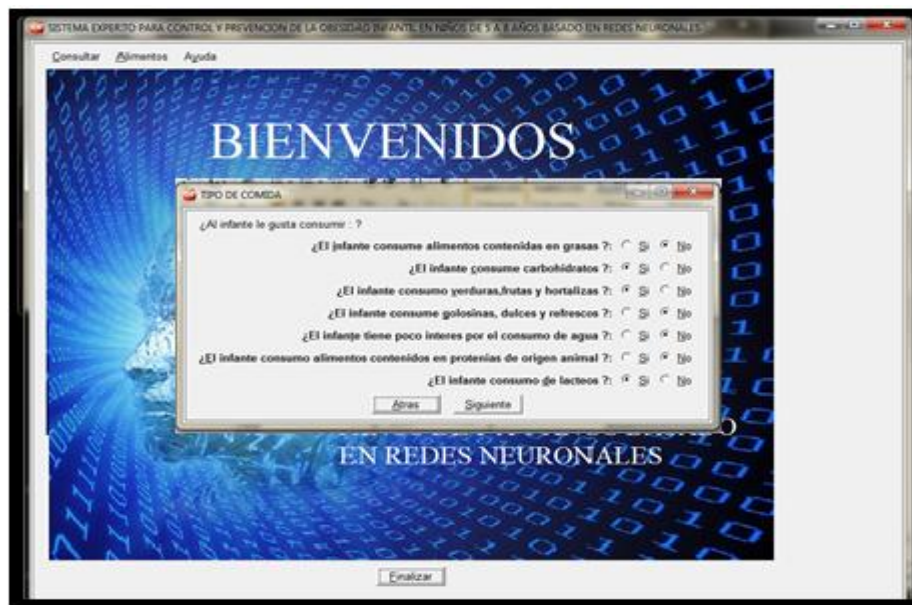 SISTEMA EXPERTO PARA CONTROL Y PREVENCION DE LA OBESIDAD INFANTIL EN NIÑOS DE 5 A 8 AÑOS BASADO EN REDES NEURONALES
Consultar Alimentos Ayuda
BIENVENIDOS
TIPO DE COMIDA
¿Al infante le gusta consumir : ?
¿El infante consume alimentos contenidas en grasas ?: Si No
¿El infante consume carbohidratos ?: Si No
¿El infante consumo verduras,frutas y hortalizas ?: Si No
¿El infante consume golosinas, dulces y refrescos ?: Si No
¿El infante tiene poco interes por el consumo de agua ?: Si No
¿El infante consumo alimentos contenidos en protenias de origen animal ?: Si No
¿El infante consumo de lacteos ?: Si No
Atras Siguiente
EN REDES NEURONALES
Finalizar